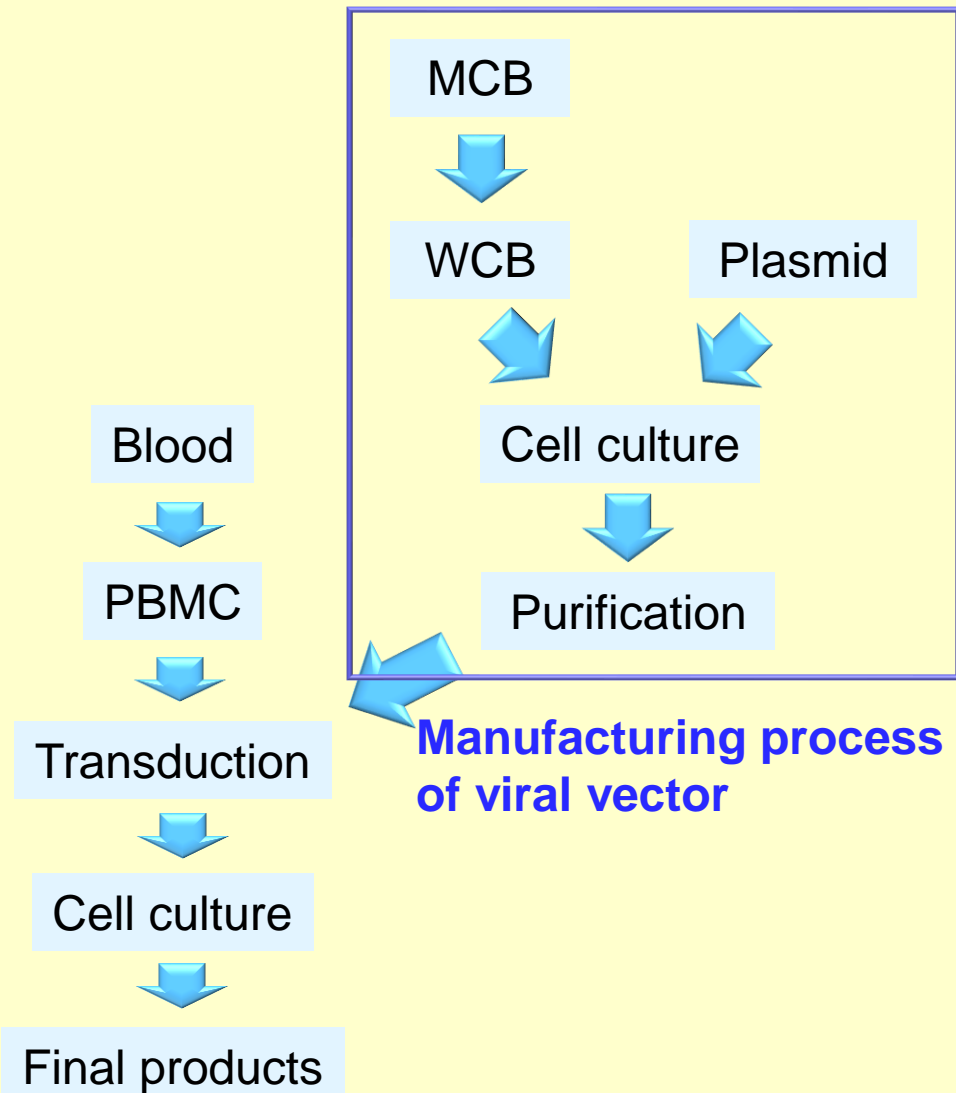 MCB
WCB
Plasmid
Cell culture
Purification
Manufacturing process
of viral vector
Blood
PBMC
Transduction
Cell culture
Final products